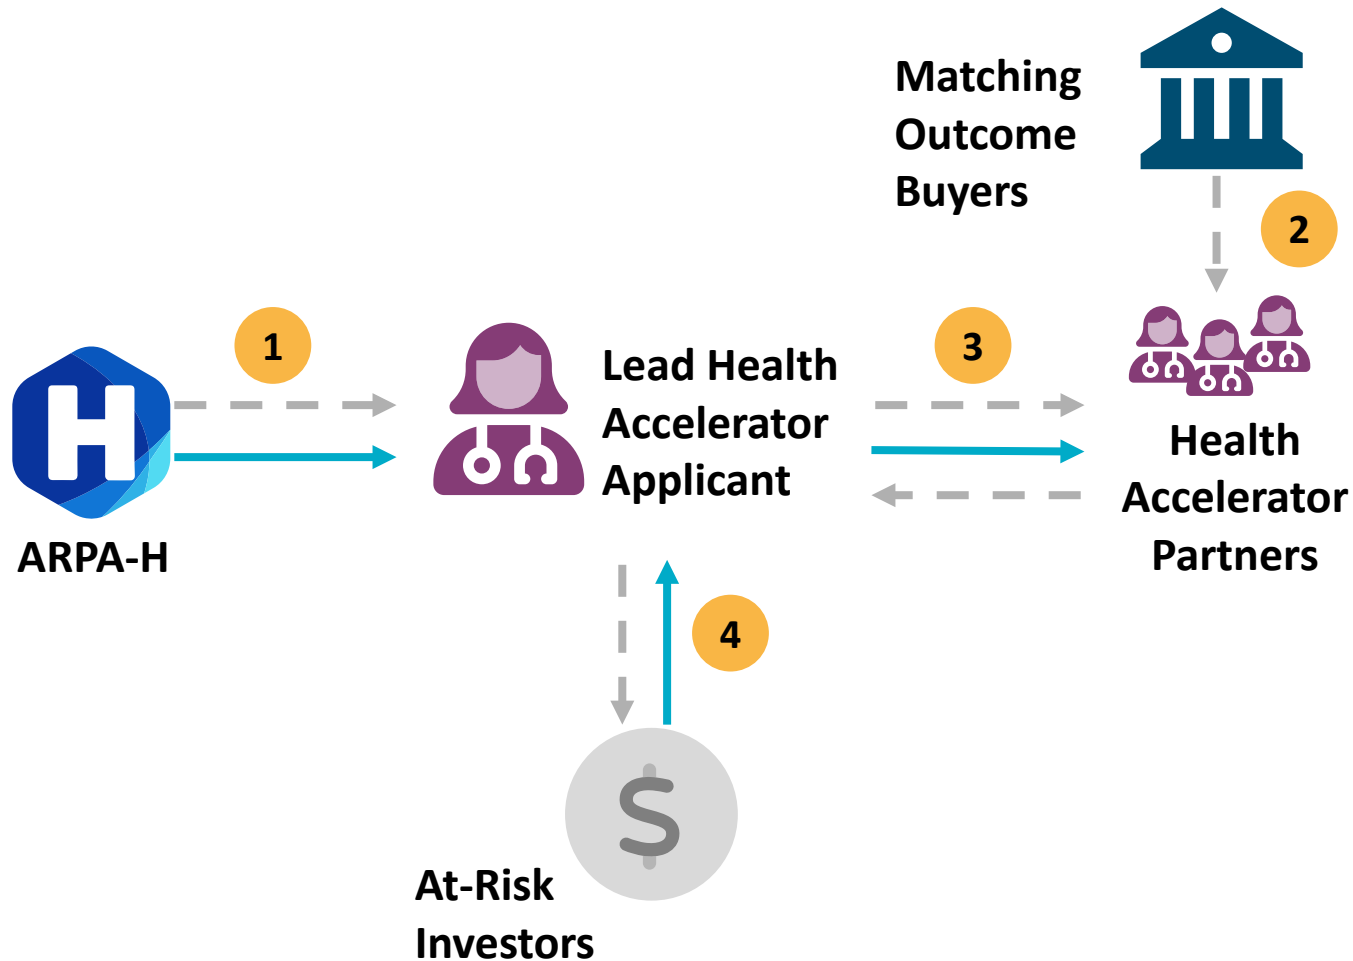 Matching
Outcome
Buyers
2
1
3
H
Lead Health
Accelerator
Applicant
ARPA-H
Health
Accelerator
Partners
4
$
At-Risk
Investors